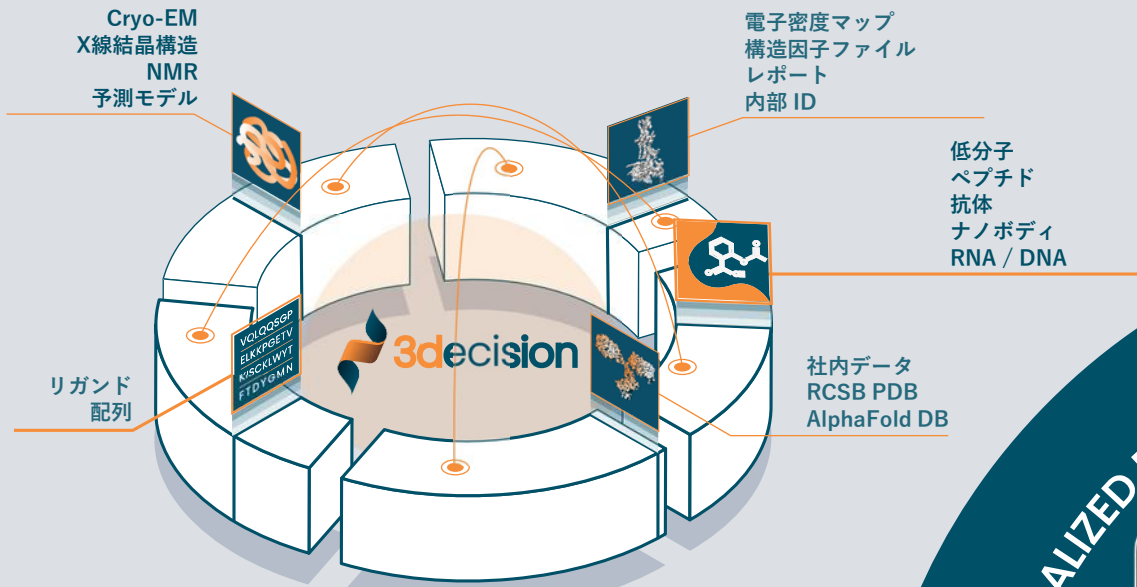 Cryo-EM
X線結晶構造
NMR
予測モデル
電子密度マップ
構造因子ファイル
レポート
内部 ID
低分子
ペプチド
抗体
ナノボディ
RNA / DNA
VQLQQSGP
ELKKPGETV
KISCKLWYT
FTDYGMN
3decision
リガンド
配列
社内データ
RCSB PDB
AlphaFold DB
ALIZED